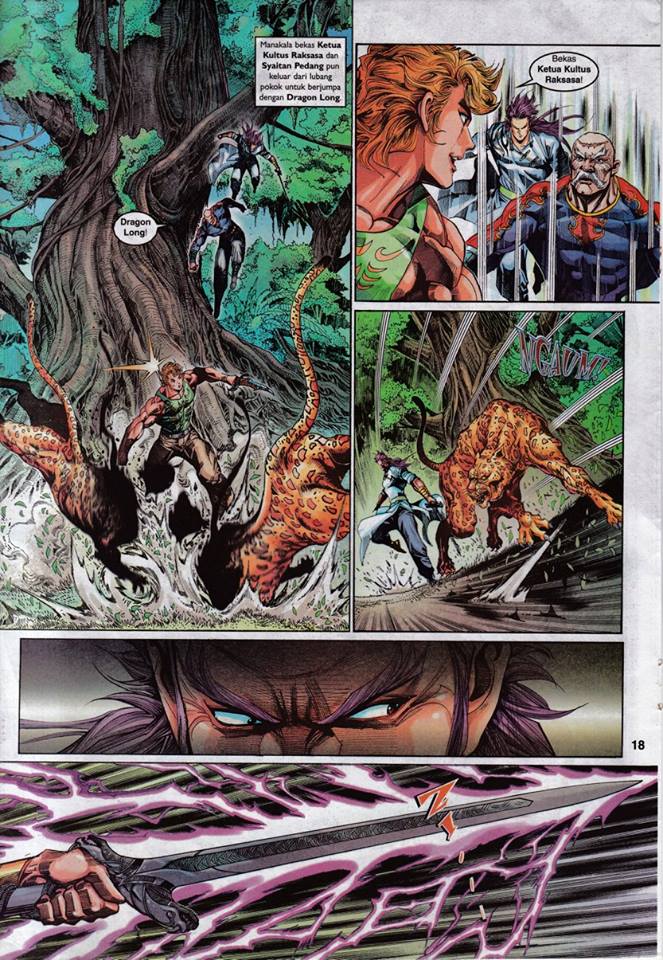 Manakala bekas Ketua
Kultus Raksasa dan
Syaitan Pedang pun
keluar dari lubang
pokok untuk berjumpa
dengan Dragon Long.
Dragon
Long!
Bekas
Ketua Kultus
Raksasa!
NGAUM!
18
ZI